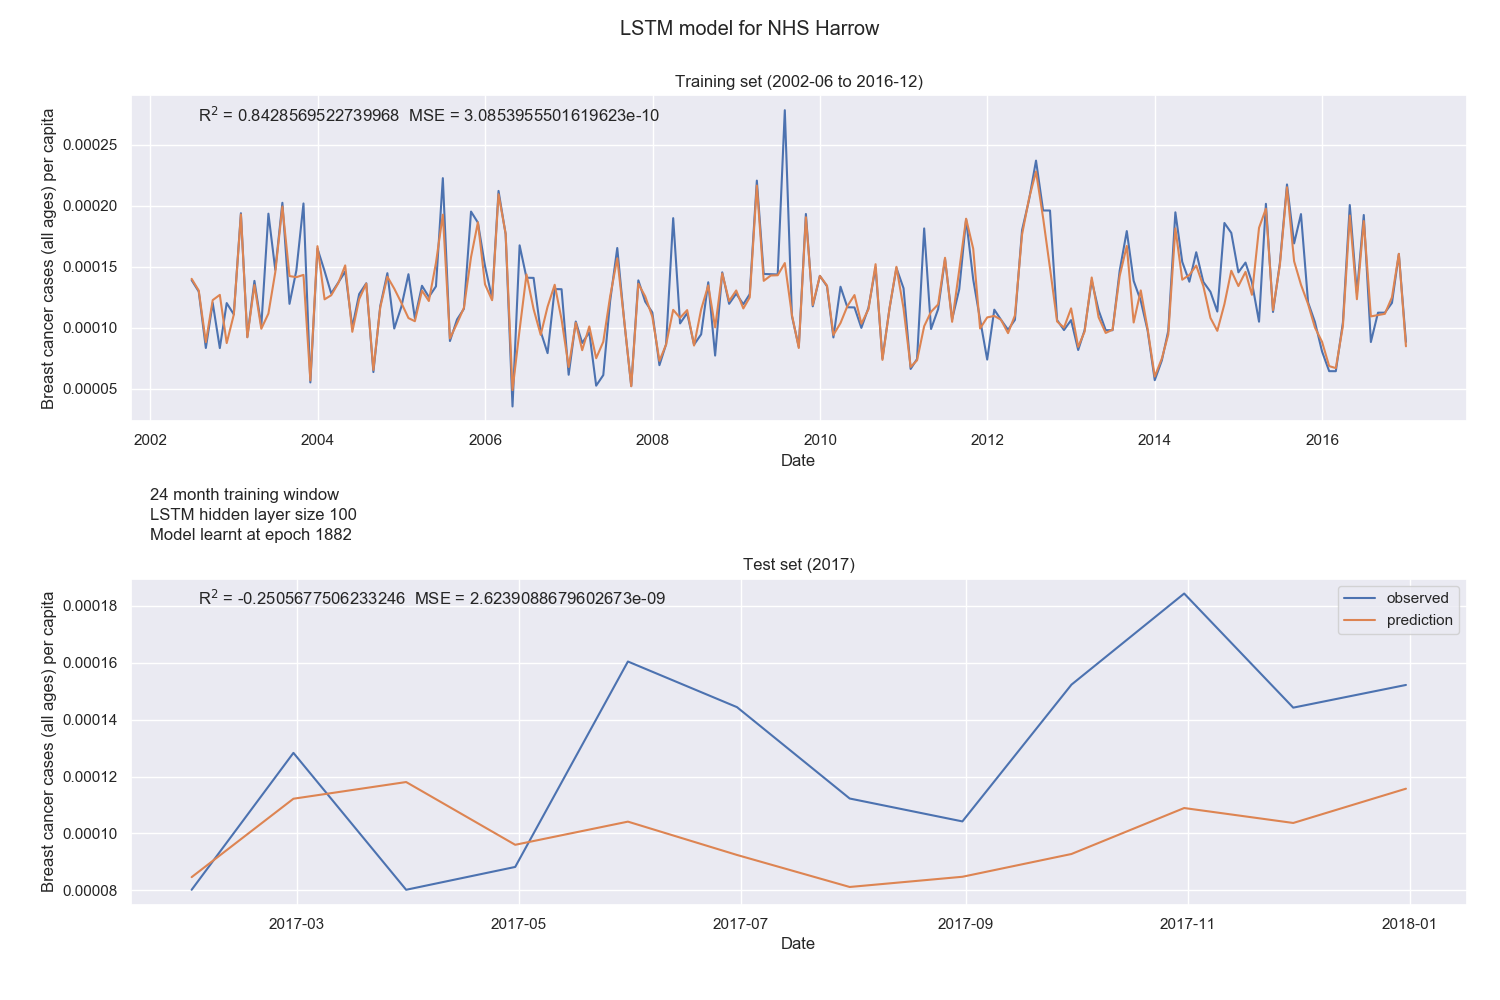 LSTM model for NHS Harrow
Training set (2002-06 to 2016-12)
R² = 0.8428569522739968 MSE = 3.0853955501619623e-10
Breast cancer cases (all ages) per capita
0.00025
0.00020
0.00015
0.00010
0.00005
2002 2004 2006 2008 2010 2012 2014 2016
Date
24 month training window
LSTM hidden layer size 100
Model learnt at epoch 1882
Test set (2017)
R² = -0.2505677506233246 MSE = 2.6239088679602673e-09
observed
prediction
Breast cancer cases (all ages) per capita
0.00018
0.00016
0.00014
0.00012
0.00010
0.00008
2017-03 2017-05 2017-07 2017-09 2017-11 2018-01
Date